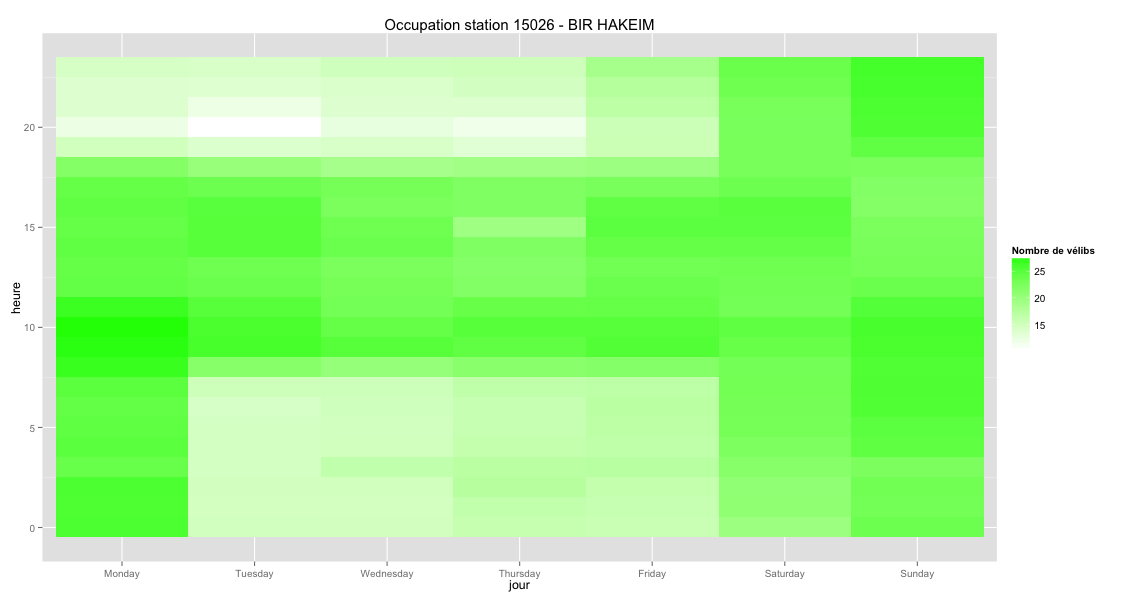 Occupation station 15026 - BIR HAKEIM
heure
20
15
10
5
0
Monday Tuesday Wednesday Thursday Friday Saturday Sunday
jour
Nombre de vélibs
25
20
15